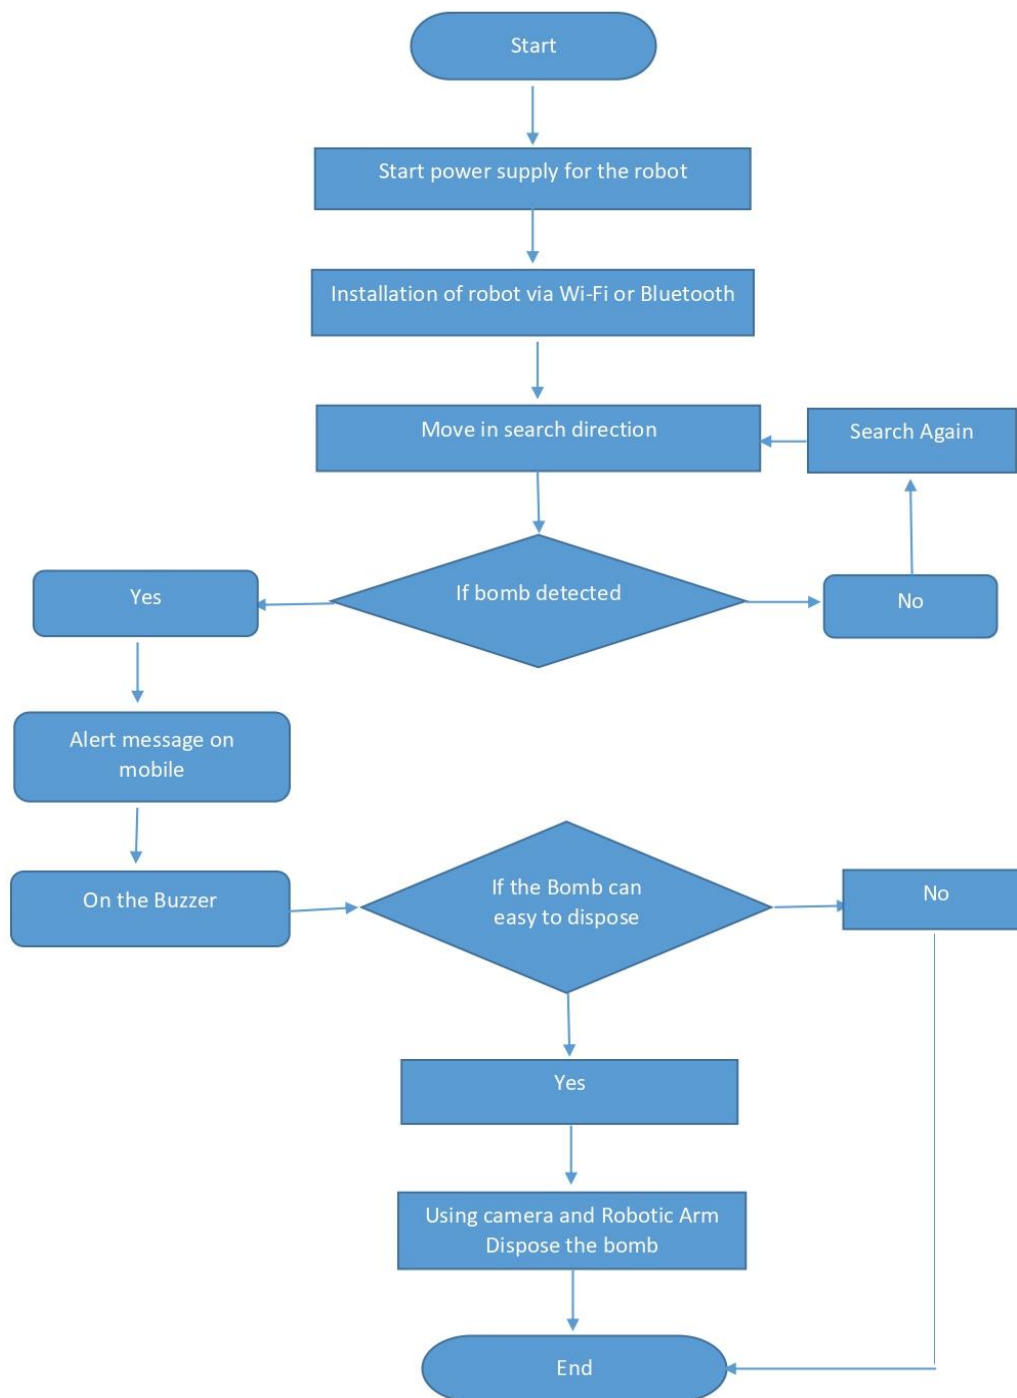 Start
Start power supply for the robot
Installation of robot via Wi-Fi or Bluetooth
Move in search direction
Search Again
If bomb detected
Yes
No
Alert message on
mobile
On the Buzzer
If the Bomb can
easy to dispose
No
Yes
Using camera and Robotic Arm
Dispose the bomb
End